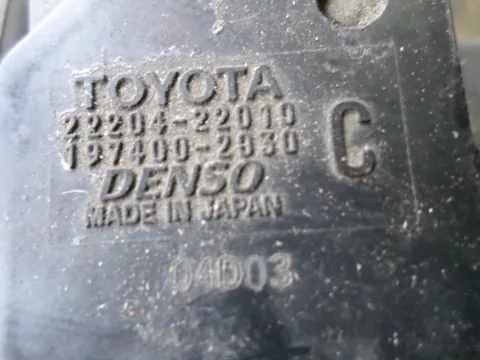 TOYOTA
22204-22010
197400-2030
C
DENSO
MADE IN JAPAN
04D03